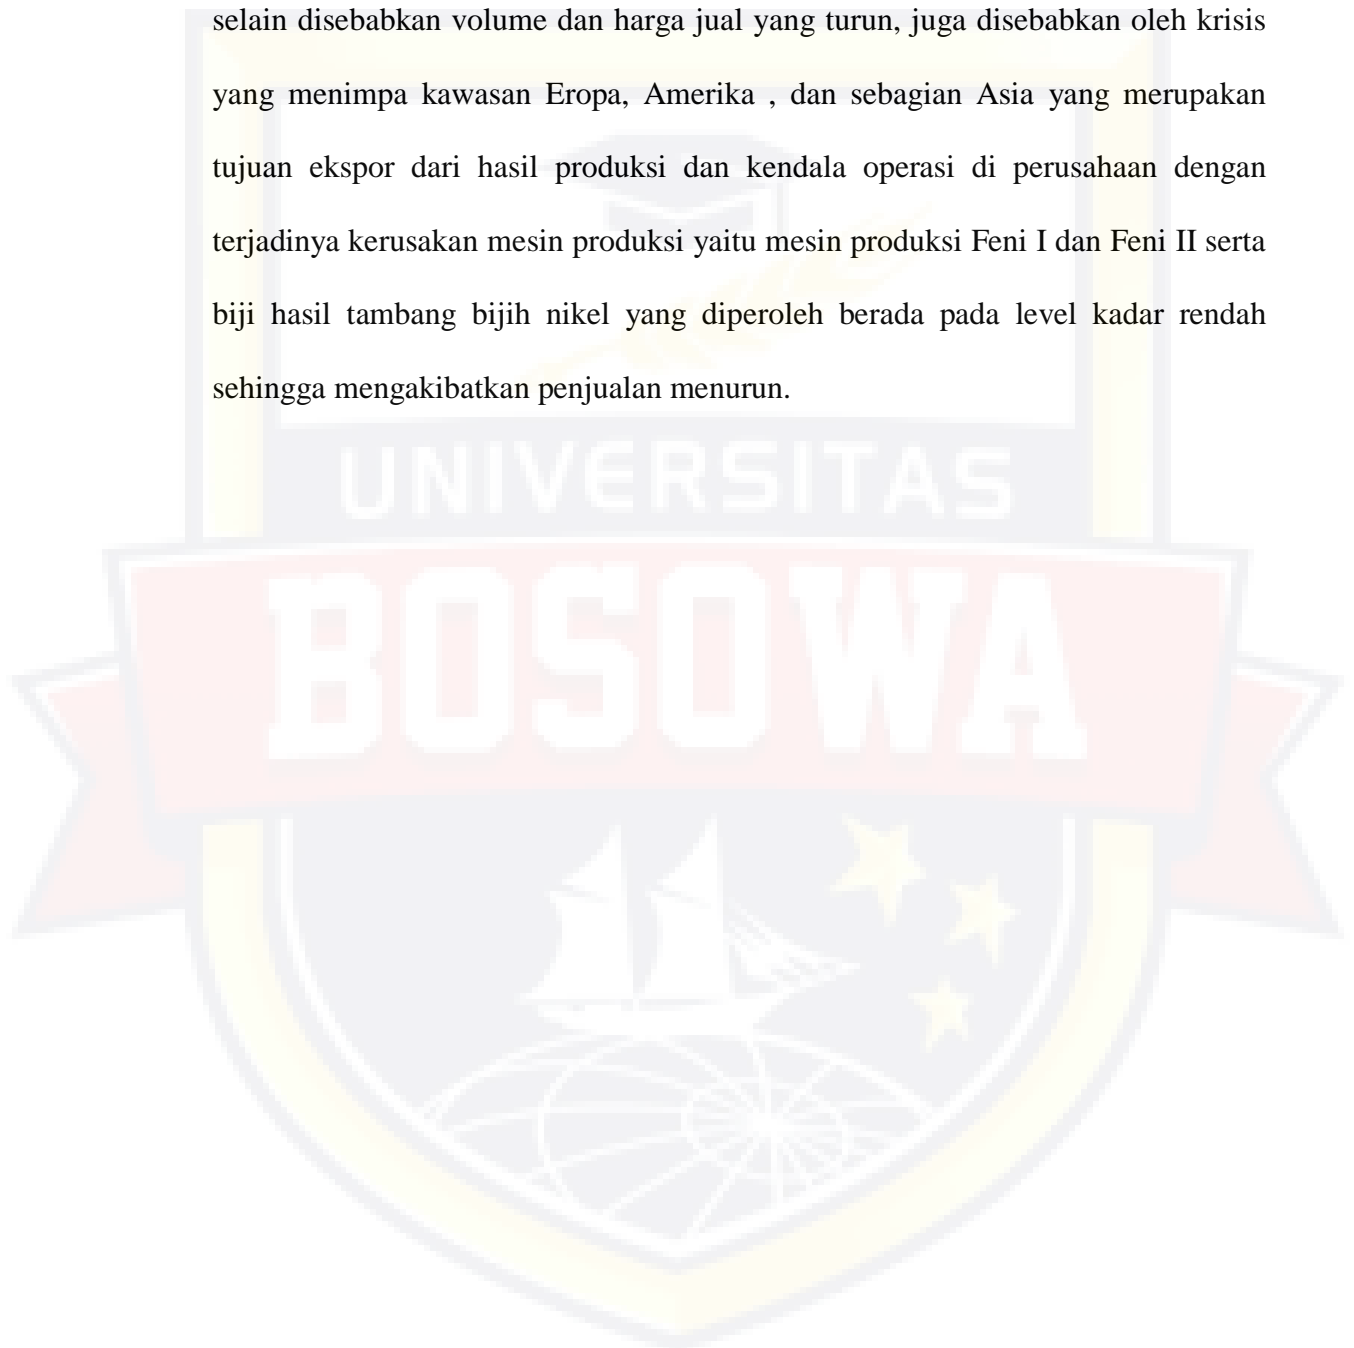 selain disebabkan volume dan harga jual yang turun, juga disebabkan oleh krisis
yang menimpa kawasan Eropa, Amerika , dan sebagian Asia yang merupakan
tujuan ekspor dari hasil produksi dan kendala operasi di perusahaan dengan
terjadinya kerusakan mesin produksi yaitu mesin produksi Feni I dan Feni II serta
biji hasil tambang bijih nikel yang diperoleh berada pada level kadar rendah
sehingga mengakibatkan penjualan menurun.
UNIVERSITAS
BOSOWA